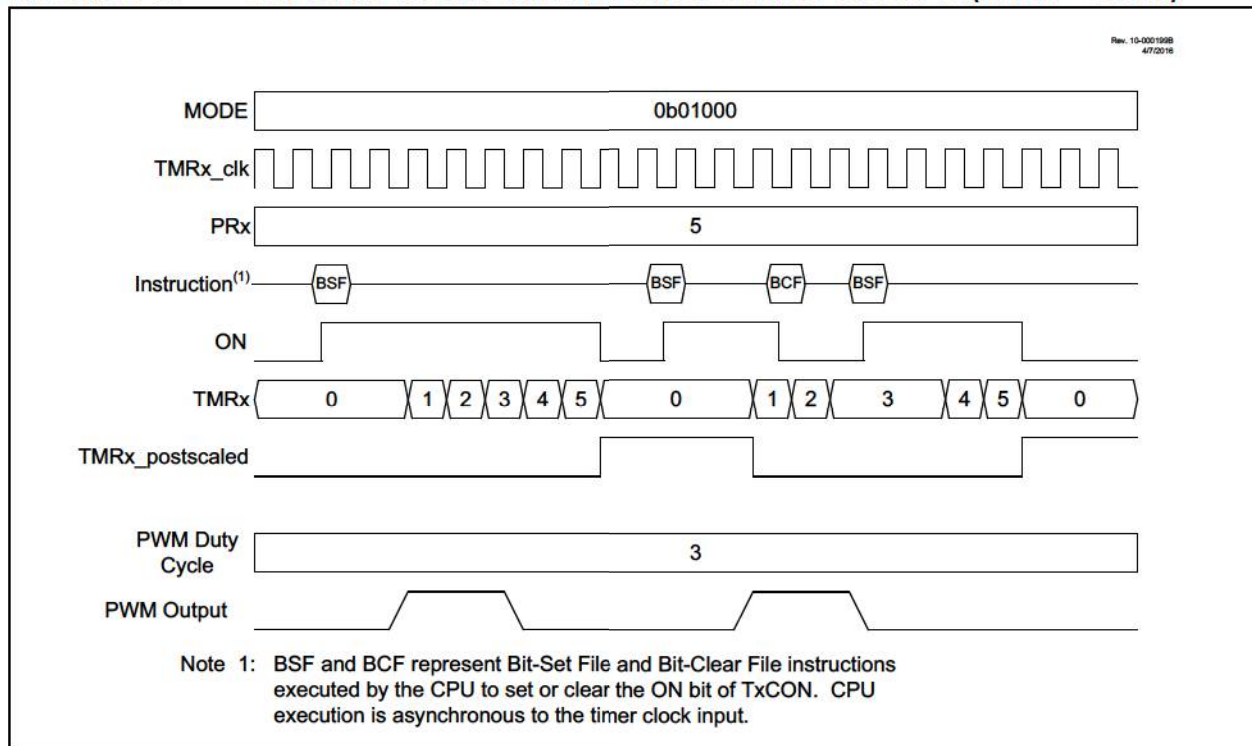 Rev. 10-000199B
4/7/2016
MODE
0b01000
TMRx_clk
PRx
5
Instruction(1)
BSF
BSF
BCF
BSF
ON
TMRx
0
1
2
3
4
5
0
1
2
3
4
5
0
TMRx_postscaled
PWM Duty
Cycle
3
PWM Output
Note 1: BSF and BCF represent Bit-Set File and Bit-Clear File instructions
executed by the CPU to set or clear the ON bit of TxCON. CPU
execution is asynchronous to the timer clock input.